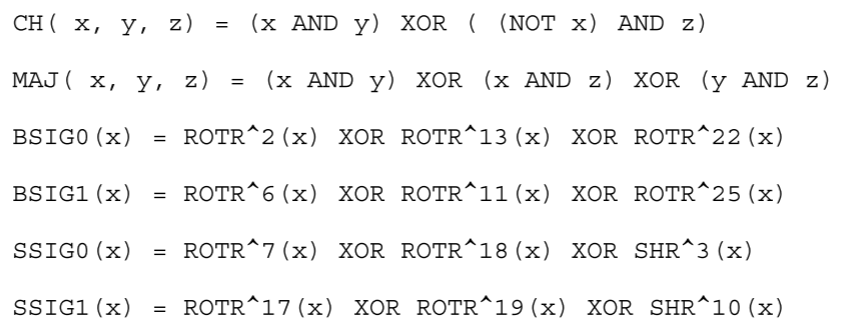 CH( x, y, z) = (x AND y) XOR ( (NOT x) AND z)
MAJ( x, y, z) = (x AND y) XOR (x AND z) XOR (y AND z)
BSIG0(x) = ROTR^2(x) XOR ROTR^13(x) XOR ROTR^22(x)
BSIG1(x) = ROTR^6(x) XOR ROTR^11(x) XOR ROTR^25(x)
SSIG0(x) = ROTR^7(x) XOR ROTR^18(x) XOR SHR^3(x)
SSIG1(x) = ROTR^17(x) XOR ROTR^19(x) XOR SHR^10(x)